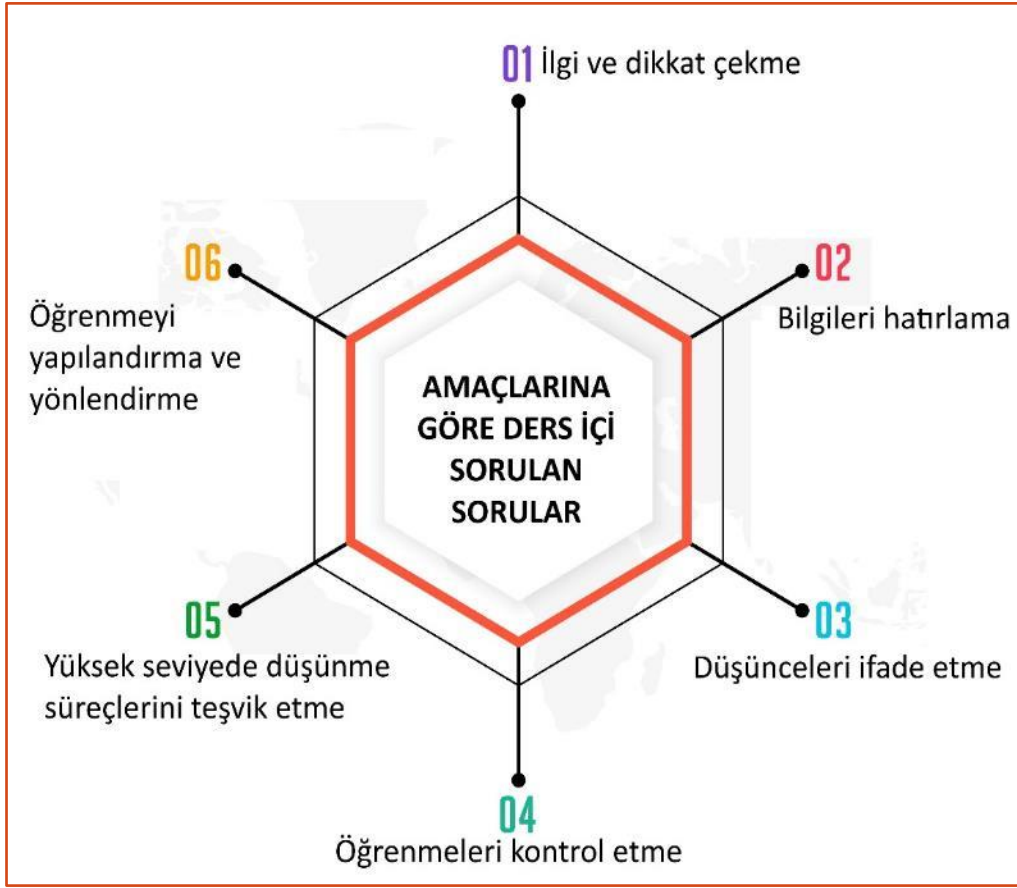 AMAÇLARINA
GÖRE DERS İÇİ
SORULAN
SORULAR
01 İlgi ve dikkat çekme
02
Bilgileri hatırlama
03
Düşünceleri ifade etme
04
Öğrenmeleri kontrol etme
05
Yüksek seviyede düşünme
süreçlerini teşvik etme
06
Öğrenmeyi
yapılandırma ve
yönlendirme